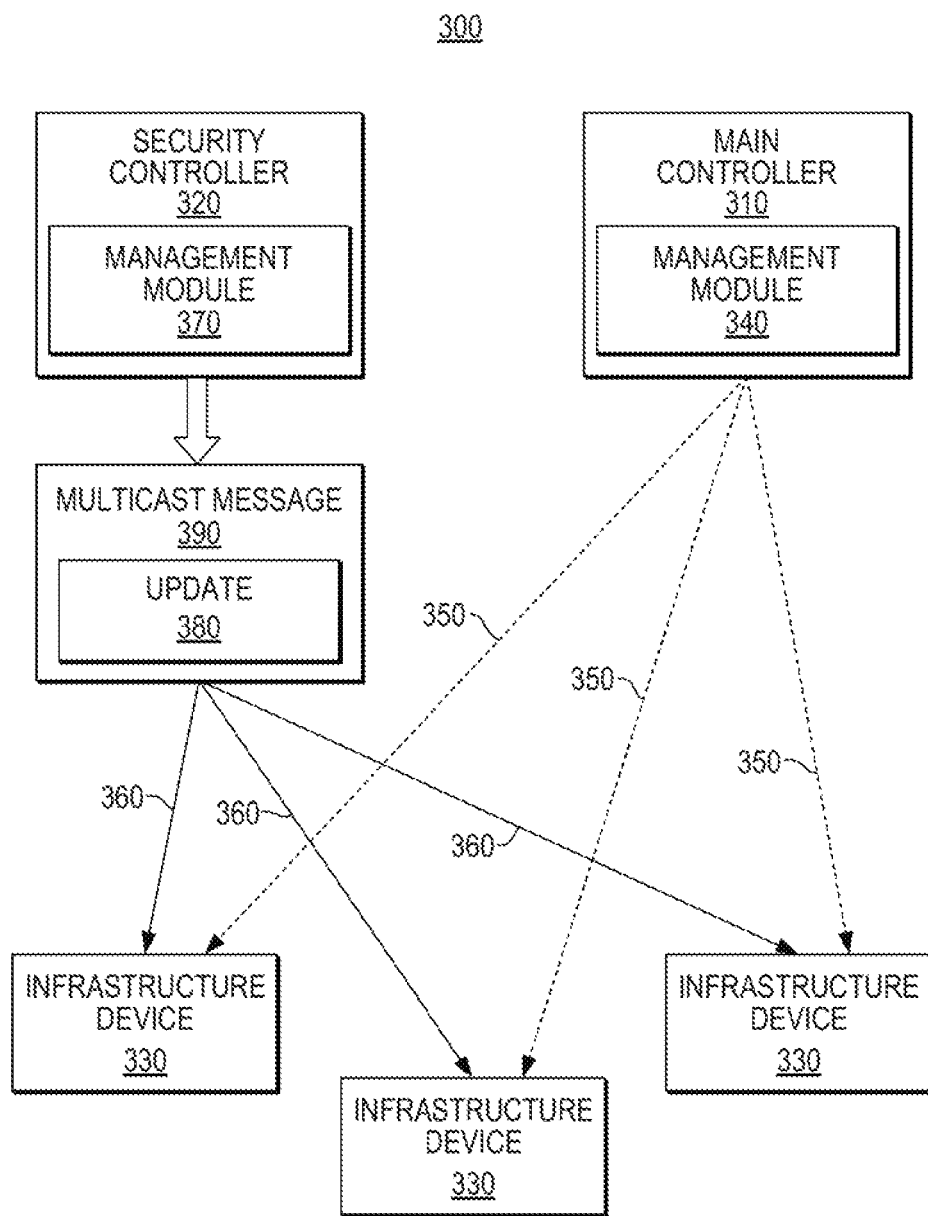 300
SECURITY
CONTROLLER
320
MANAGEMENT
MODULE
370
MAIN
CONTROLLER
310
MANAGEMENT
MODULE
340
MULTICAST MESSAGE
390
UPDATE
380
350
350
350
360
360
360
INFRASTRUCTURE
DEVICE
330
INFRASTRUCTURE
DEVICE
330
INFRASTRUCTURE
DEVICE
330